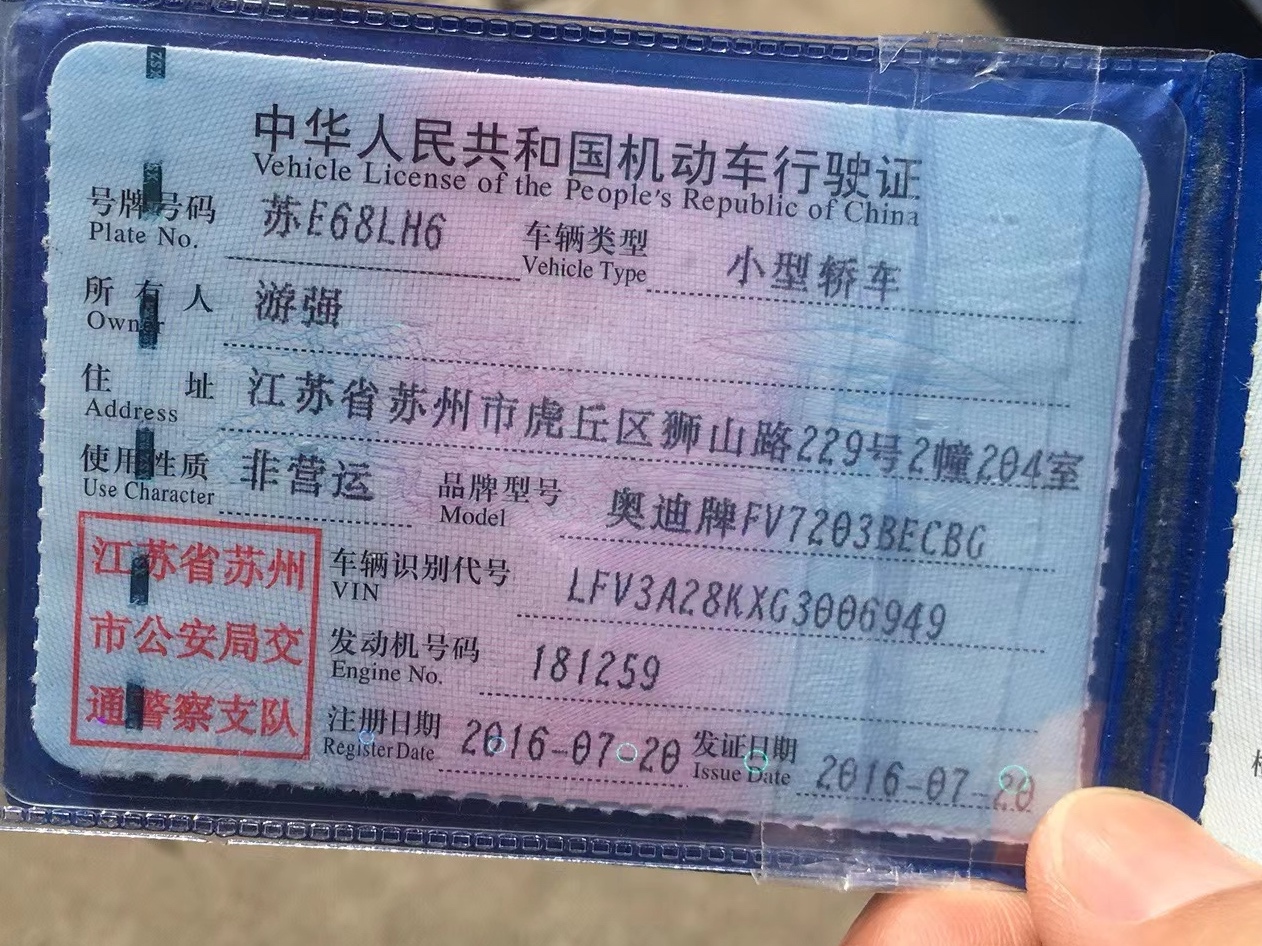 中华人民共和国机动车行驶证
Vehicle License of the People's Republic of China
号牌号码 苏E68LH6 车辆类型 小型轿车
Plate No. Vehicle Type
所有人 游强
Owner
住址 江苏省苏州市虎丘区狮山路229号2幢204室
Address
使用性质 非营运 品牌型号 奥迪牌FV7203BECBG
Use Character Model
江苏省苏州
市公安局交
通警察支队
车辆识别代号 LFV3A28KXG3006949
VIN
发动机号码 181259
Engine No.
注册日期 2016-07-20 发证日期 2016-07-20
Register Date Issue Date